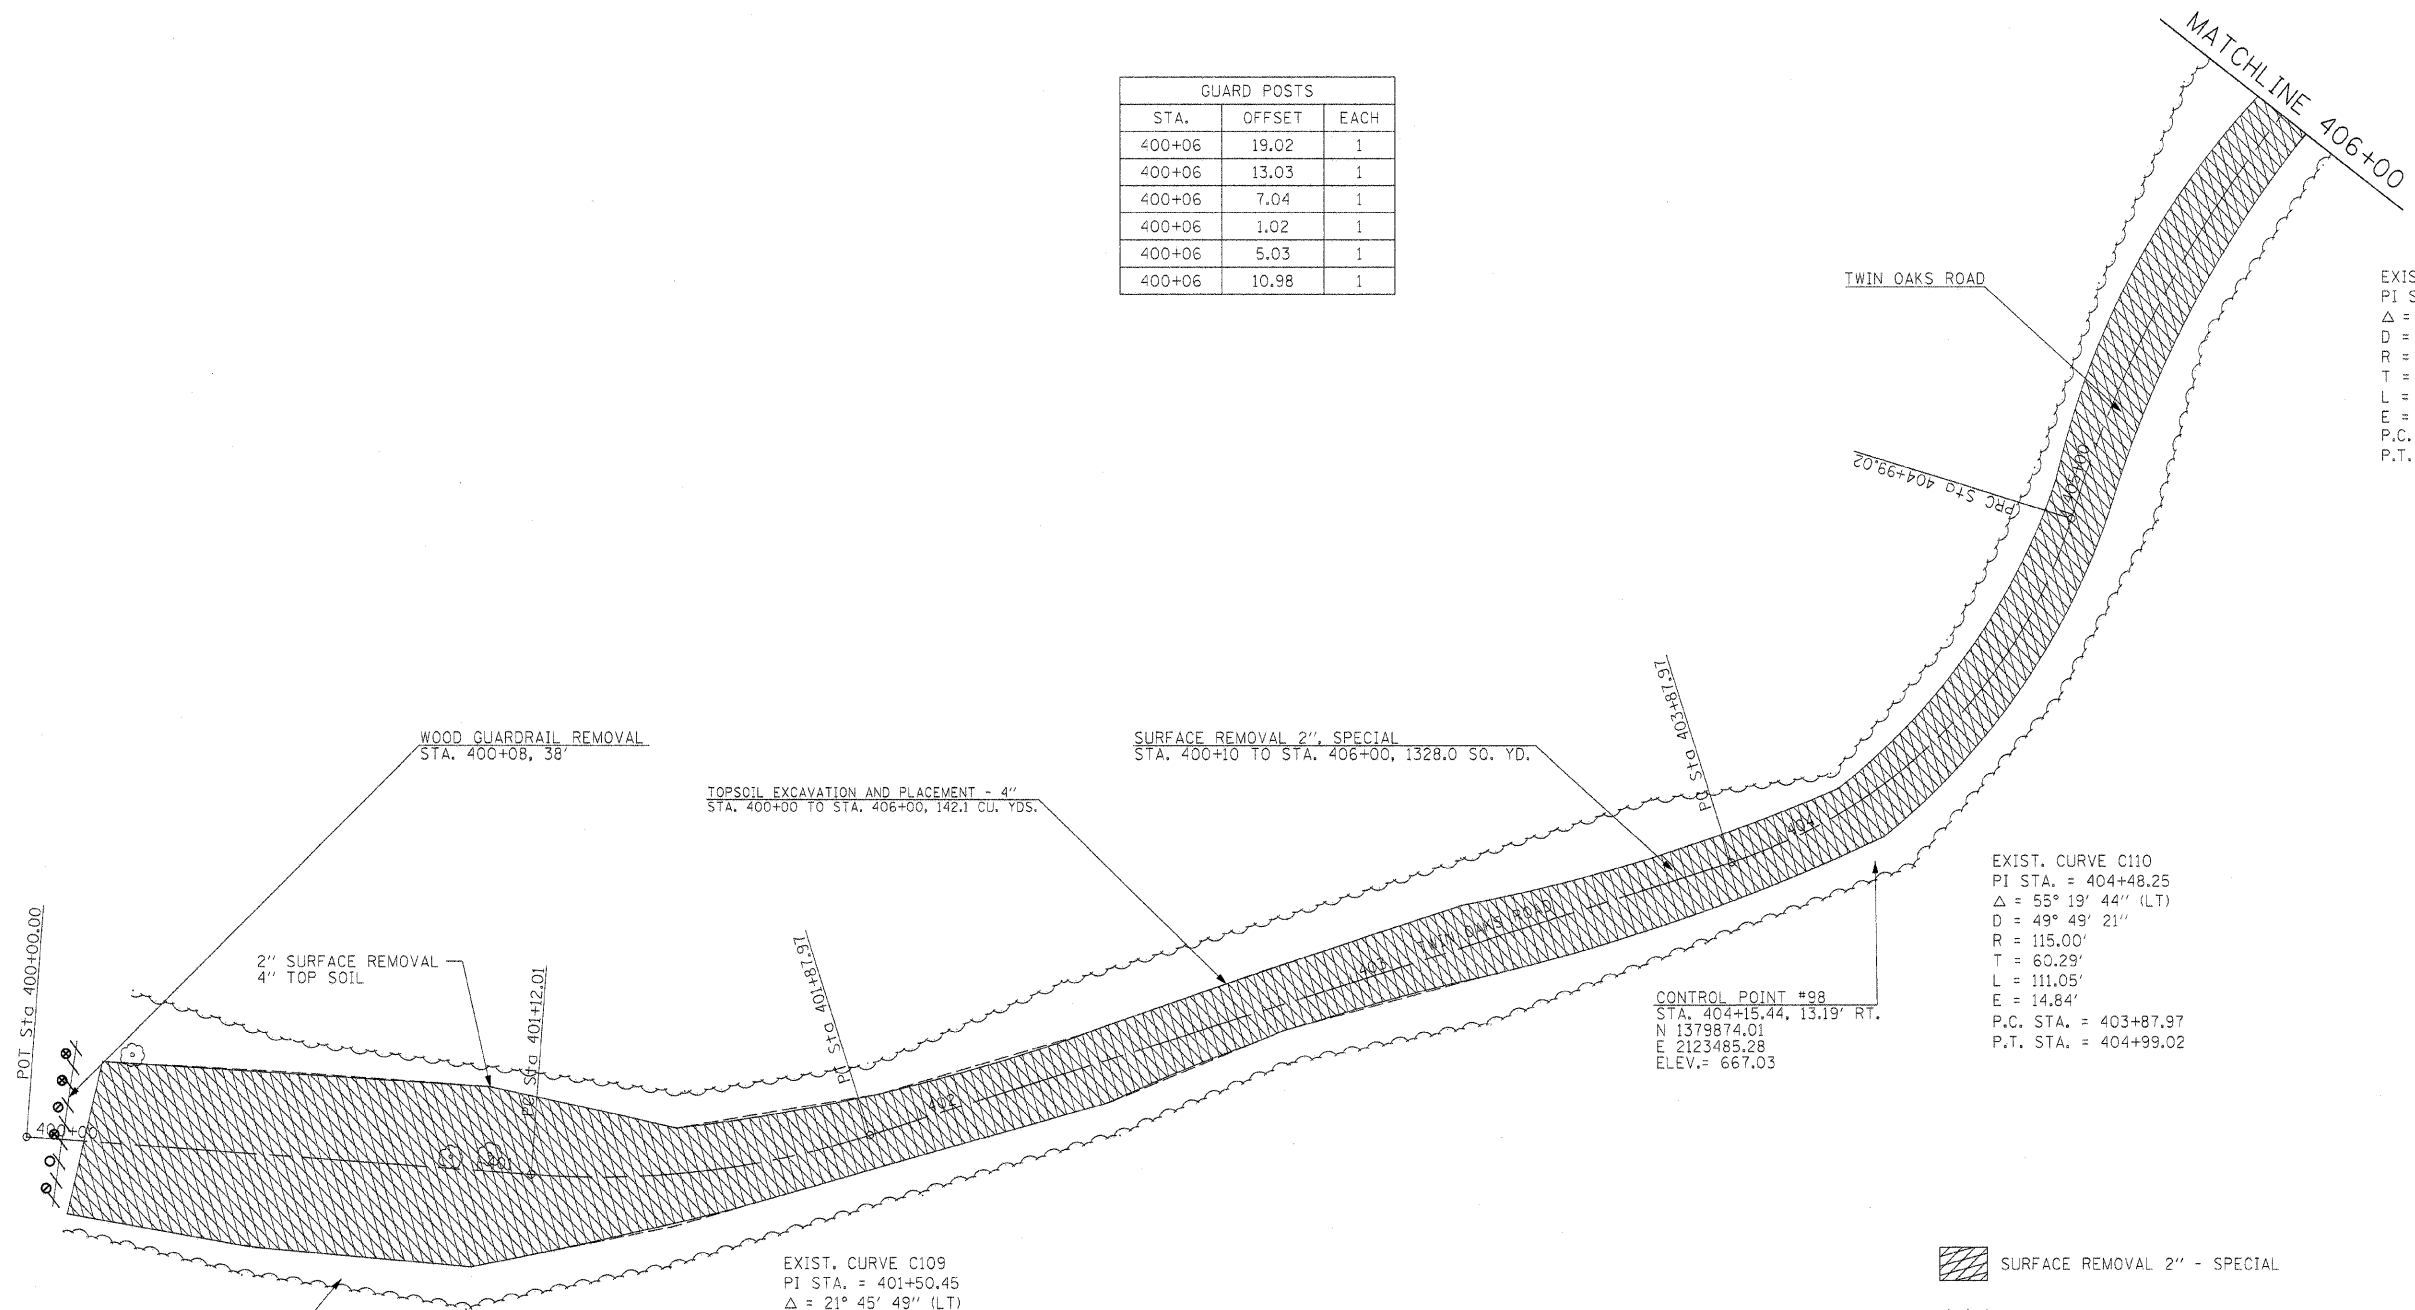 MATCHLINE 406+00
GUARD POSTS
STA. OFFSET EACH
400+06 19.02 1
400+06 13.03 1
400+06 7.04 1
400+06 1.02 1
400+06 5.03 1
400+06 10.98 1
TWIN OAKS ROAD
EXIS
PI S
Δ =
D =
R =
T =
L =
E =
P.C.
P.T.
PRC Sta 404+99.02
405+00
WOOD GUARDRAIL REMOVAL
STA. 400+08, 38'
TOPSOIL EXCAVATION AND PLACEMENT - 4"
STA. 400+00 TO STA. 406+00, 142.1 CU. YDS.
SURFACE REMOVAL 2", SPECIAL
STA. 400+10 TO STA. 406+00, 1328.0 SQ. YD.
PC Sta 403+87.97
404
EXIST. CURVE C110
PI STA. = 404+48.25
Δ = 55° 19' 44" (LT)
D = 49° 49' 21"
R = 115.00'
T = 60.29'
L = 111.05'
E = 14.84'
P.C. STA. = 403+87.97
P.T. STA. = 404+99.02
POT Sta 400+00.00
2" SURFACE REMOVAL
4" TOP SOIL
PC Sta 401+12.01
PT Sta 401+87.97
TWIN OAKS ROAD
403
402
CONTROL POINT #98
STA. 404+15.44, 13.19' RT.
N 1379874.01
E 2123485.28
ELEV.= 667.03
400+00
401
EXIST. CURVE C109
PI STA. = 401+50.45
Δ = 21° 45' 49" (LT)
SURFACE REMOVAL 2" - SPECIAL